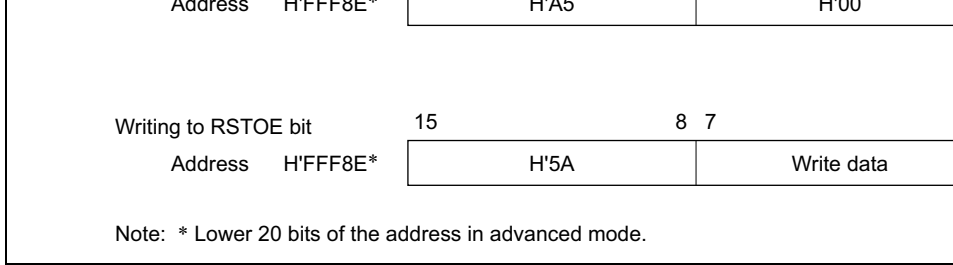 Address H'FFF8E* H'A5 H'00
Writing to RSTOE bit 15 8 7
Address H'FFF8E* H'5A Write data
Note: * Lower 20 bits of the address in advanced mode.